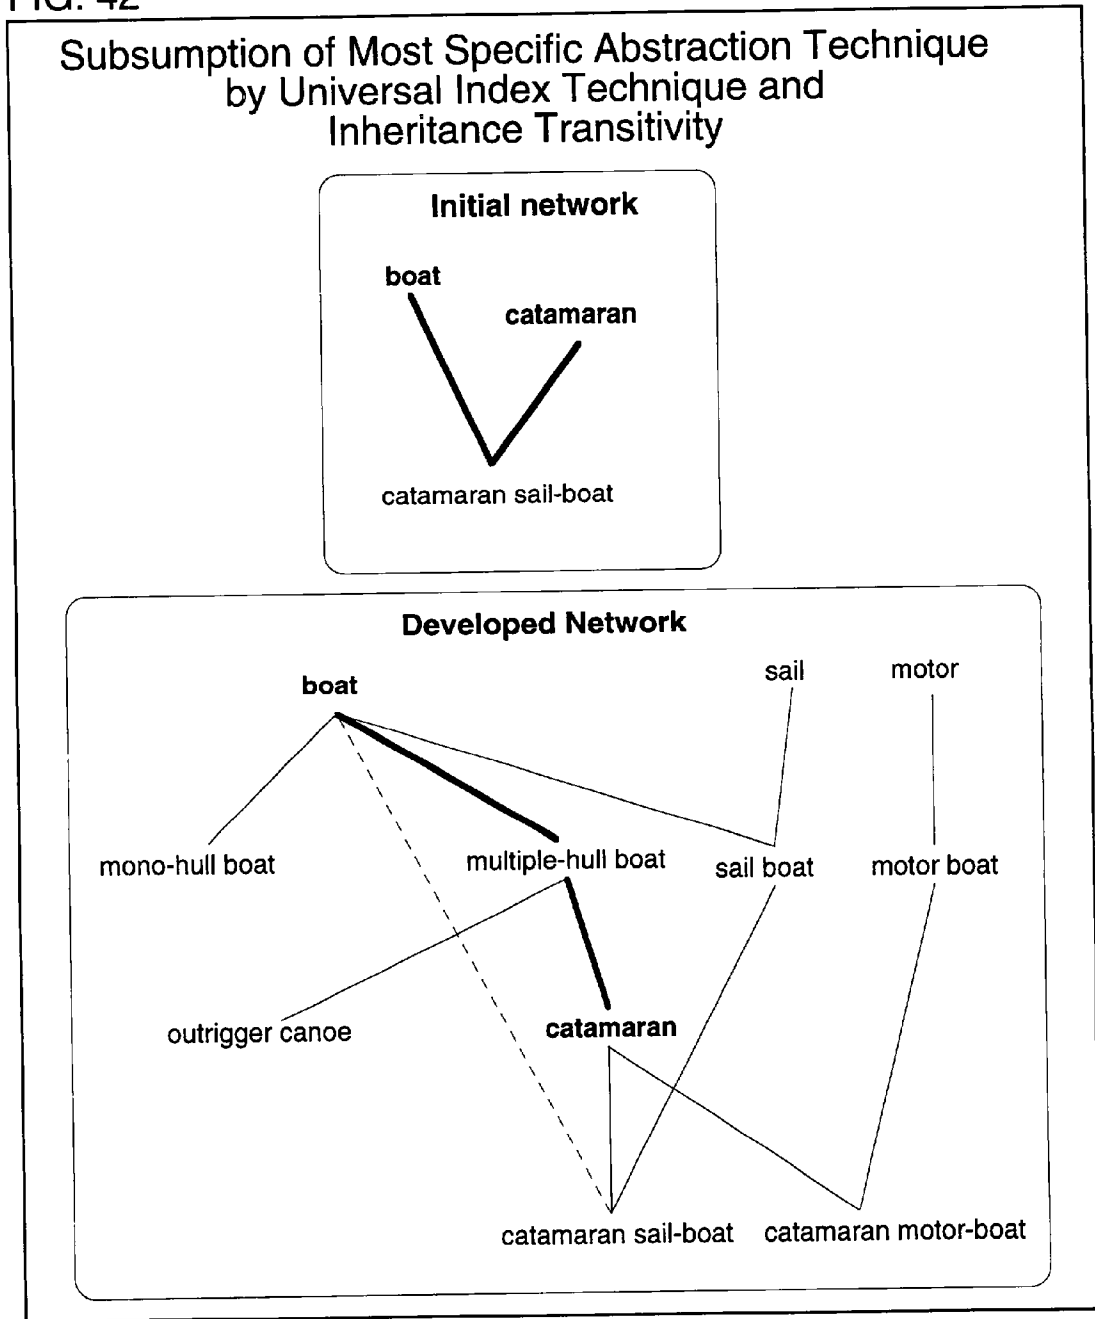 FIG. 42
Subsumption of Most Specific Abstraction Technique
by Universal Index Technique and
Inheritance Transitivity
Initial network
boat
catamaran
catamaran sail-boat
Developed Network
boat
sail
motor
mono-hull boat
multiple-hull boat
sail boat
motor boat
outrigger canoe
catamaran
catamaran sail-boat
catamaran motor-boat